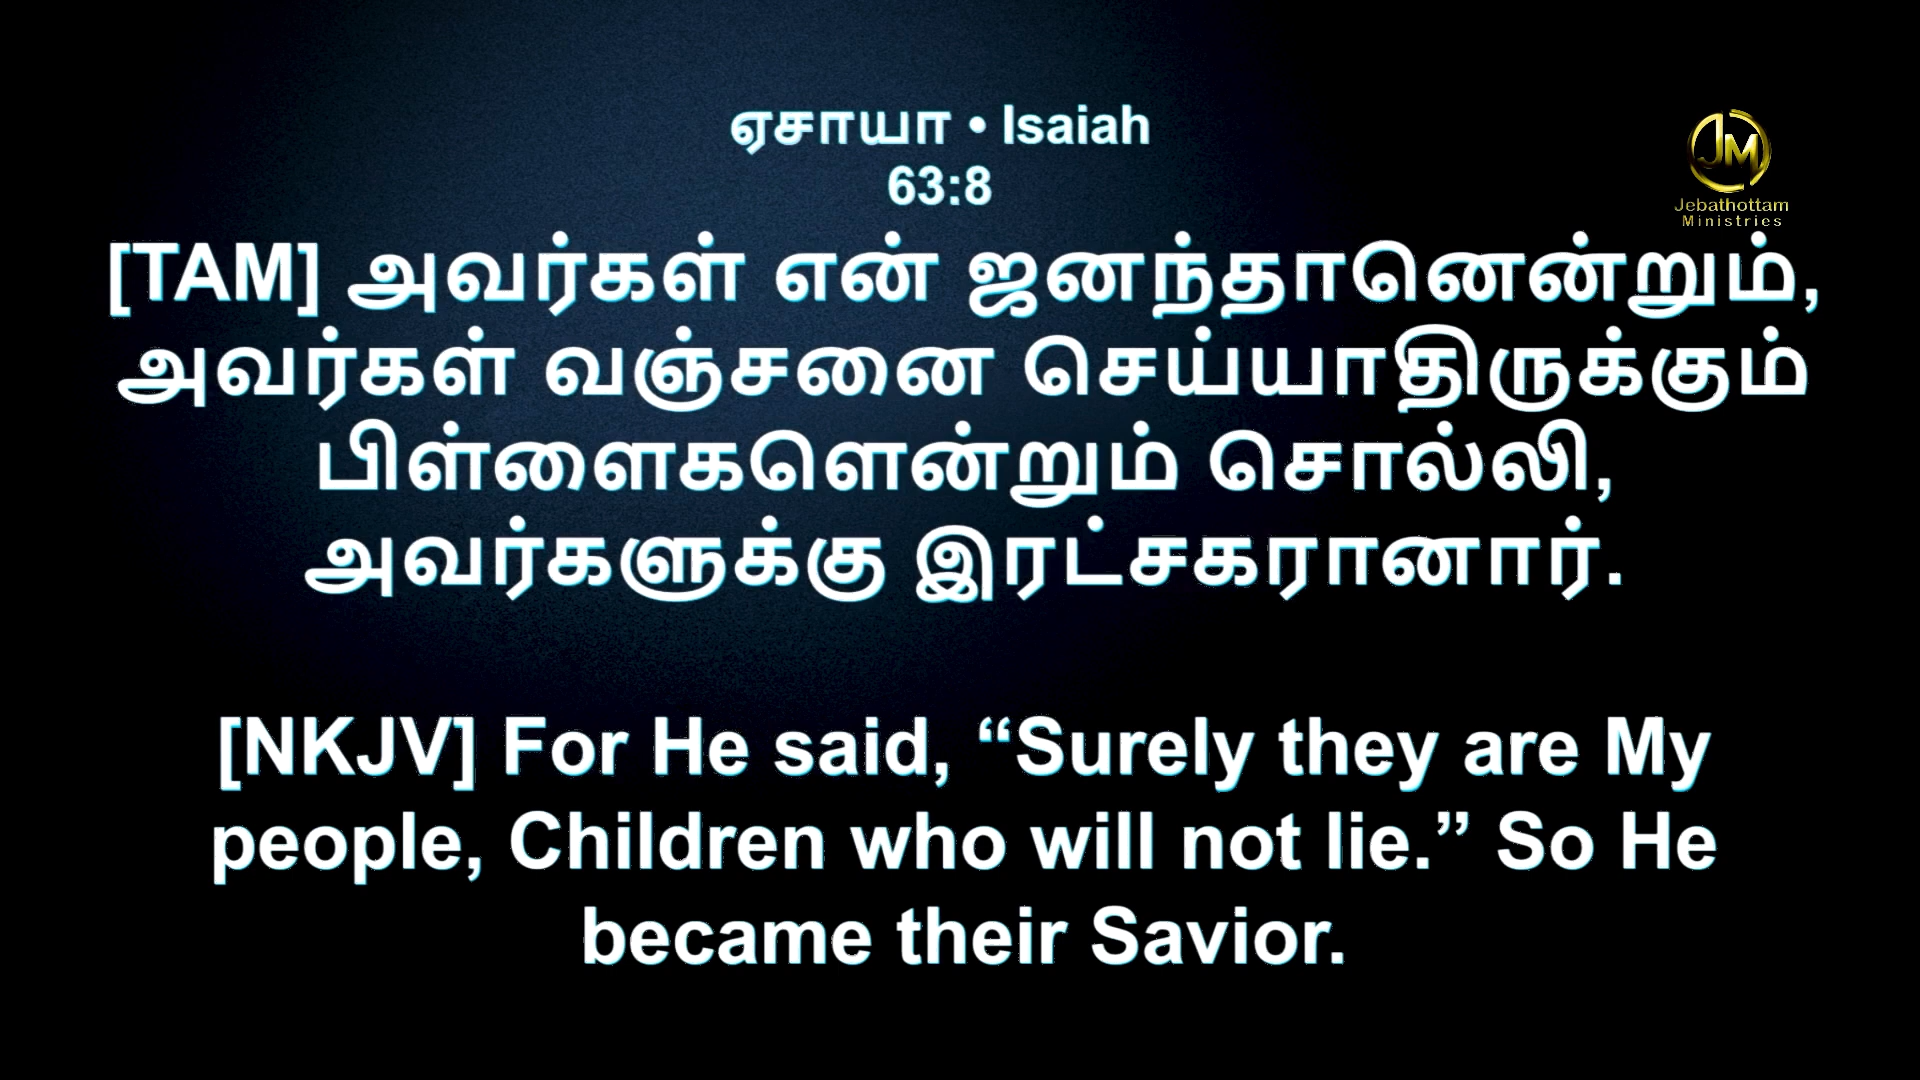 ஏசாயா • Isaiah
63:8
JM
Jebathottam
Ministries
[TAM] அவர்கள் என் ஜனந்தானென்றும்,
அவர்கள் வஞ்சனை செய்யாதிருக்கும்
பிள்ளைகளென்றும் சொல்லி,
அவர்களுக்கு இரட்சகரானார்.
[NKJV] For He said, “Surely they are My
people, Children who will not lie.” So He
became their Savior.